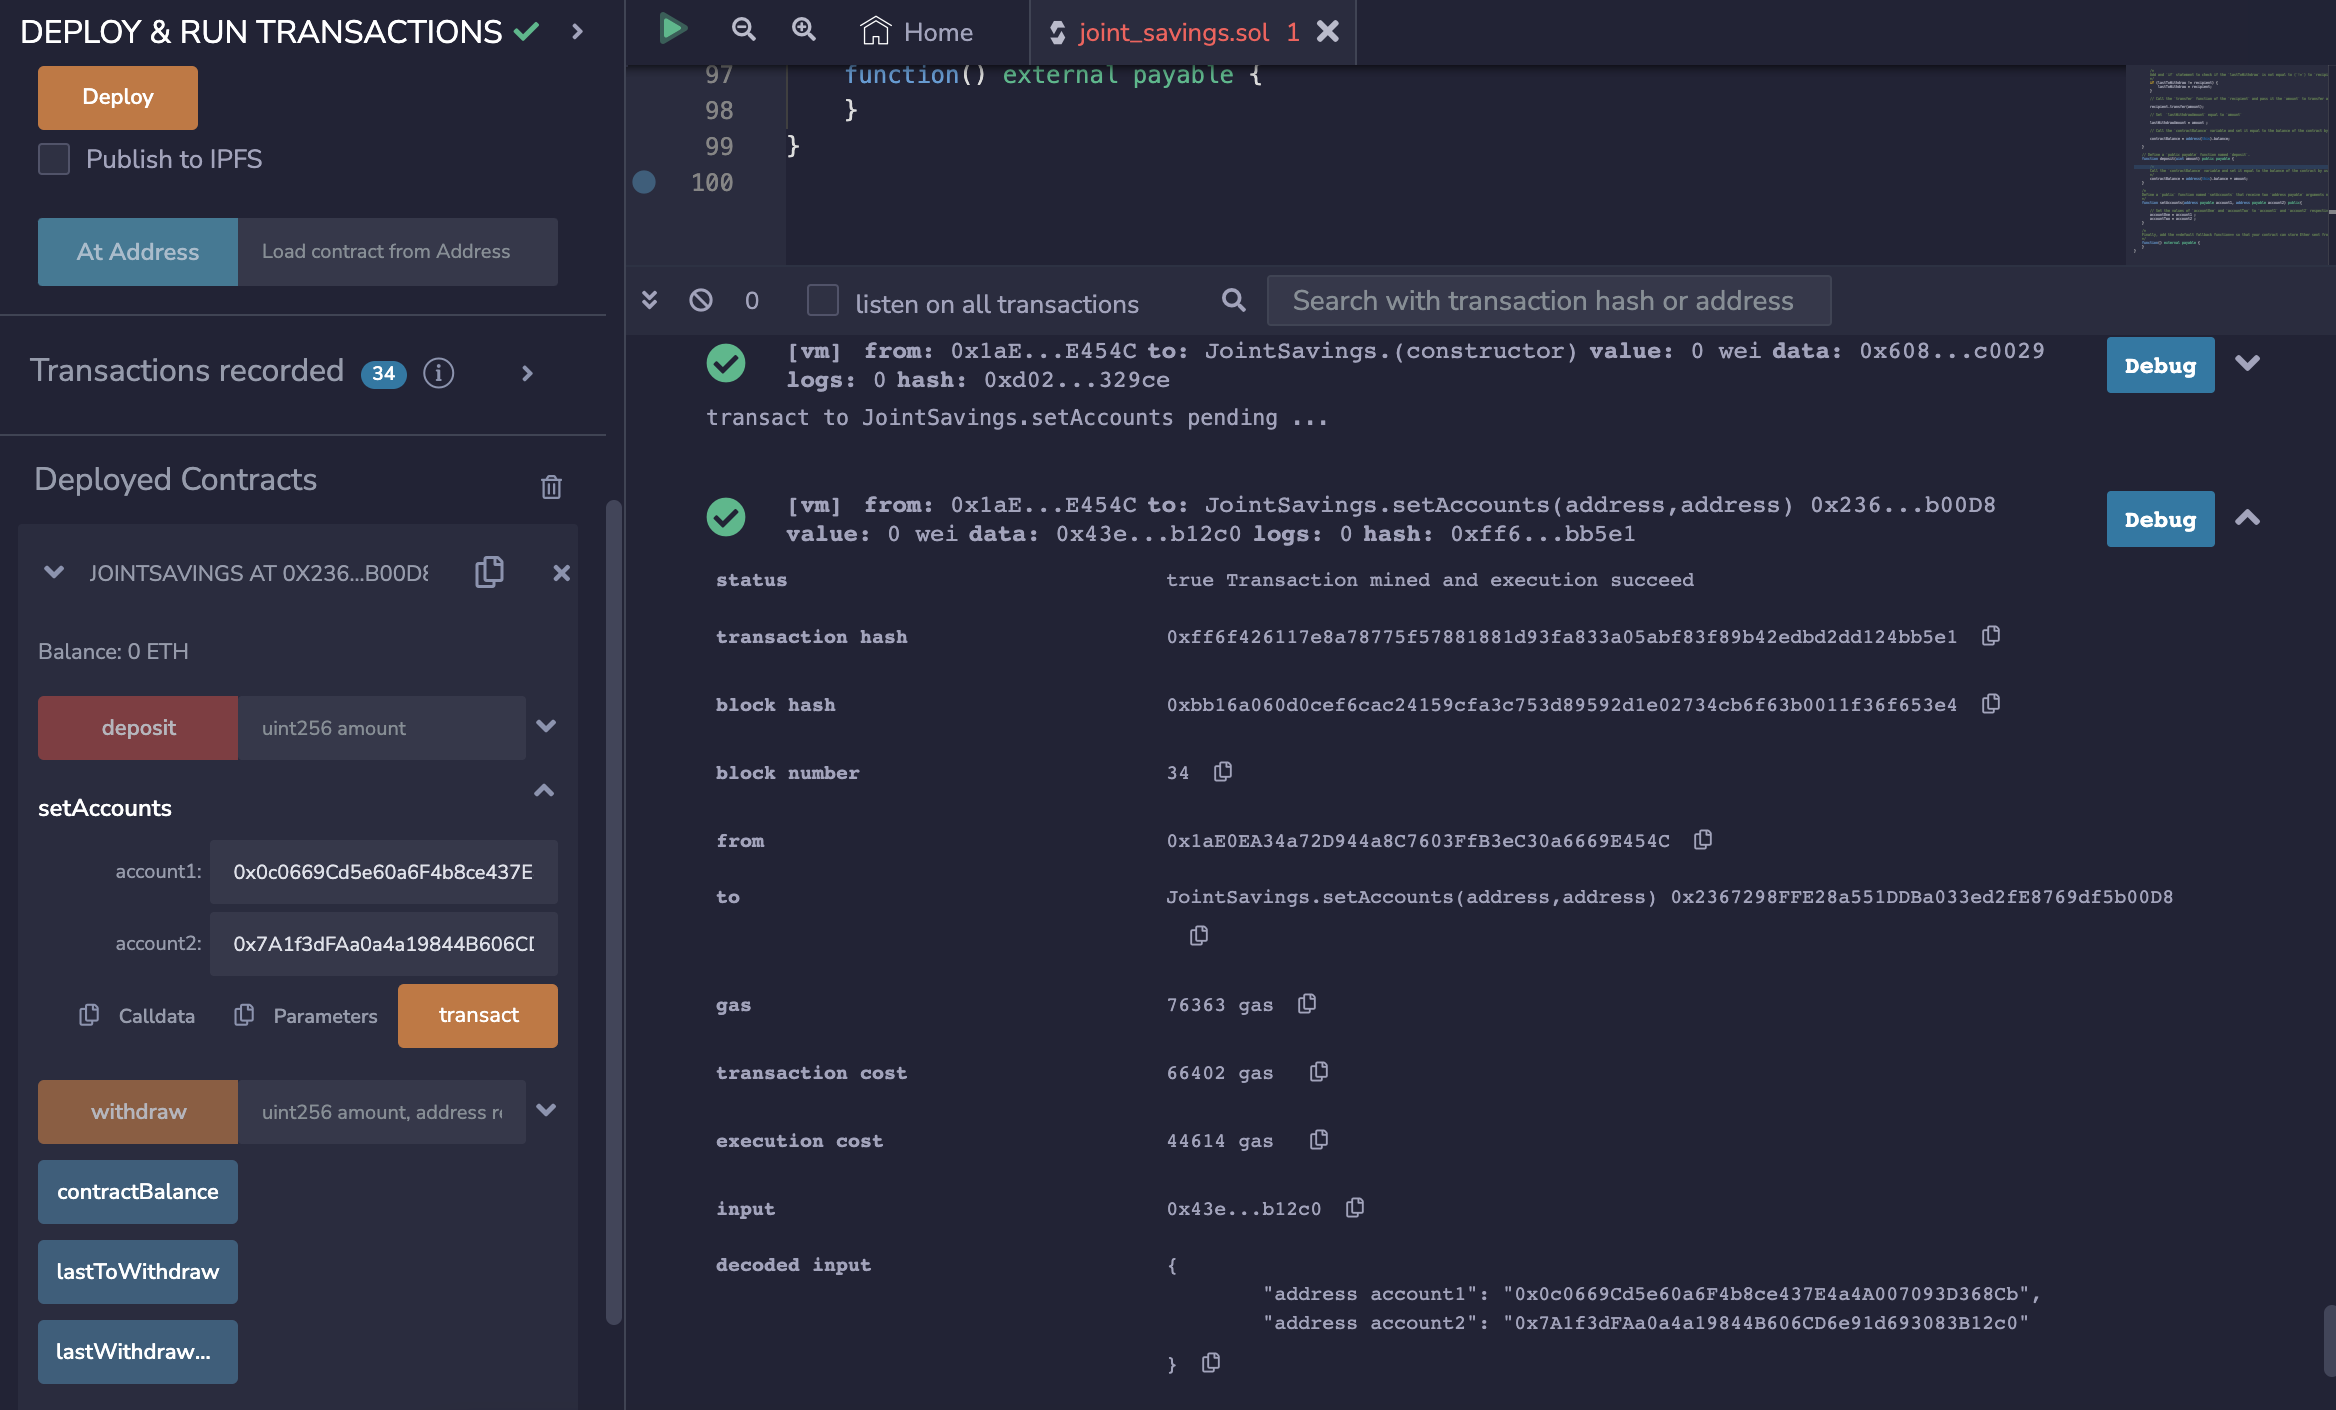 DEPLOY & RUN TRANSACTIONS
Deploy
Publish to IPFS
At Address
Load contract from Address
Transactions recorded 34
Deployed Contracts
JOINTSAVINGS AT 0X236...B00D8
Balance: 0 ETH
deposit
uint256 amount
setAccounts
account1:
0x0c0669Cd5e60a6F4b8ce437E
account2:
0x7A1f3dFAa0a4a19844B606CD
Calldata
Parameters
transact
withdraw
uint256 amount, address re
contractBalance
lastToWithdraw
lastWithdraw...
Home
joint_savings.sol 1
97 function() external payable {
98 }
99 }
100
0
listen on all transactions
Search with transaction hash or address
[vm] from: 0x1aE...E454C to: JointSavings.(constructor) value: 0 wei data: 0x608...c0029
logs: 0 hash: 0xd02...329ce
Debug
transact to JointSavings.setAccounts pending ...
[vm] from: 0x1aE...E454C to: JointSavings.setAccounts(address,address) 0x236...b00D8
value: 0 wei data: 0x43e...b12c0 logs: 0 hash: 0xff6...bb5e1
Debug
status true Transaction mined and execution succeed
transaction hash 0xff6f426117e8a78775f57881881d93fa833a05abf83f89b42edbd2dd124bb5e1
block hash 0xbb16a060d0cef6cac24159cfa3c753d89592d1e02734cb6f63b0011f36f653e4
block number 34
from 0x1aE0EA34a72D944a8C7603FfB3eC30a6669E454C
to JointSavings.setAccounts(address,address) 0x2367298FFE28a551DDBa033ed2fE8769df5b00D8
gas 76363 gas
transaction cost 66402 gas
execution cost 44614 gas
input 0x43e...b12c0
decoded input {
"address account1": "0x0c0669Cd5e60a6F4b8ce437E4a4A007093D368Cb",
"address account2": "0x7A1f3dFAa0a4a19844B606CD6e91d693083B12c0"
}